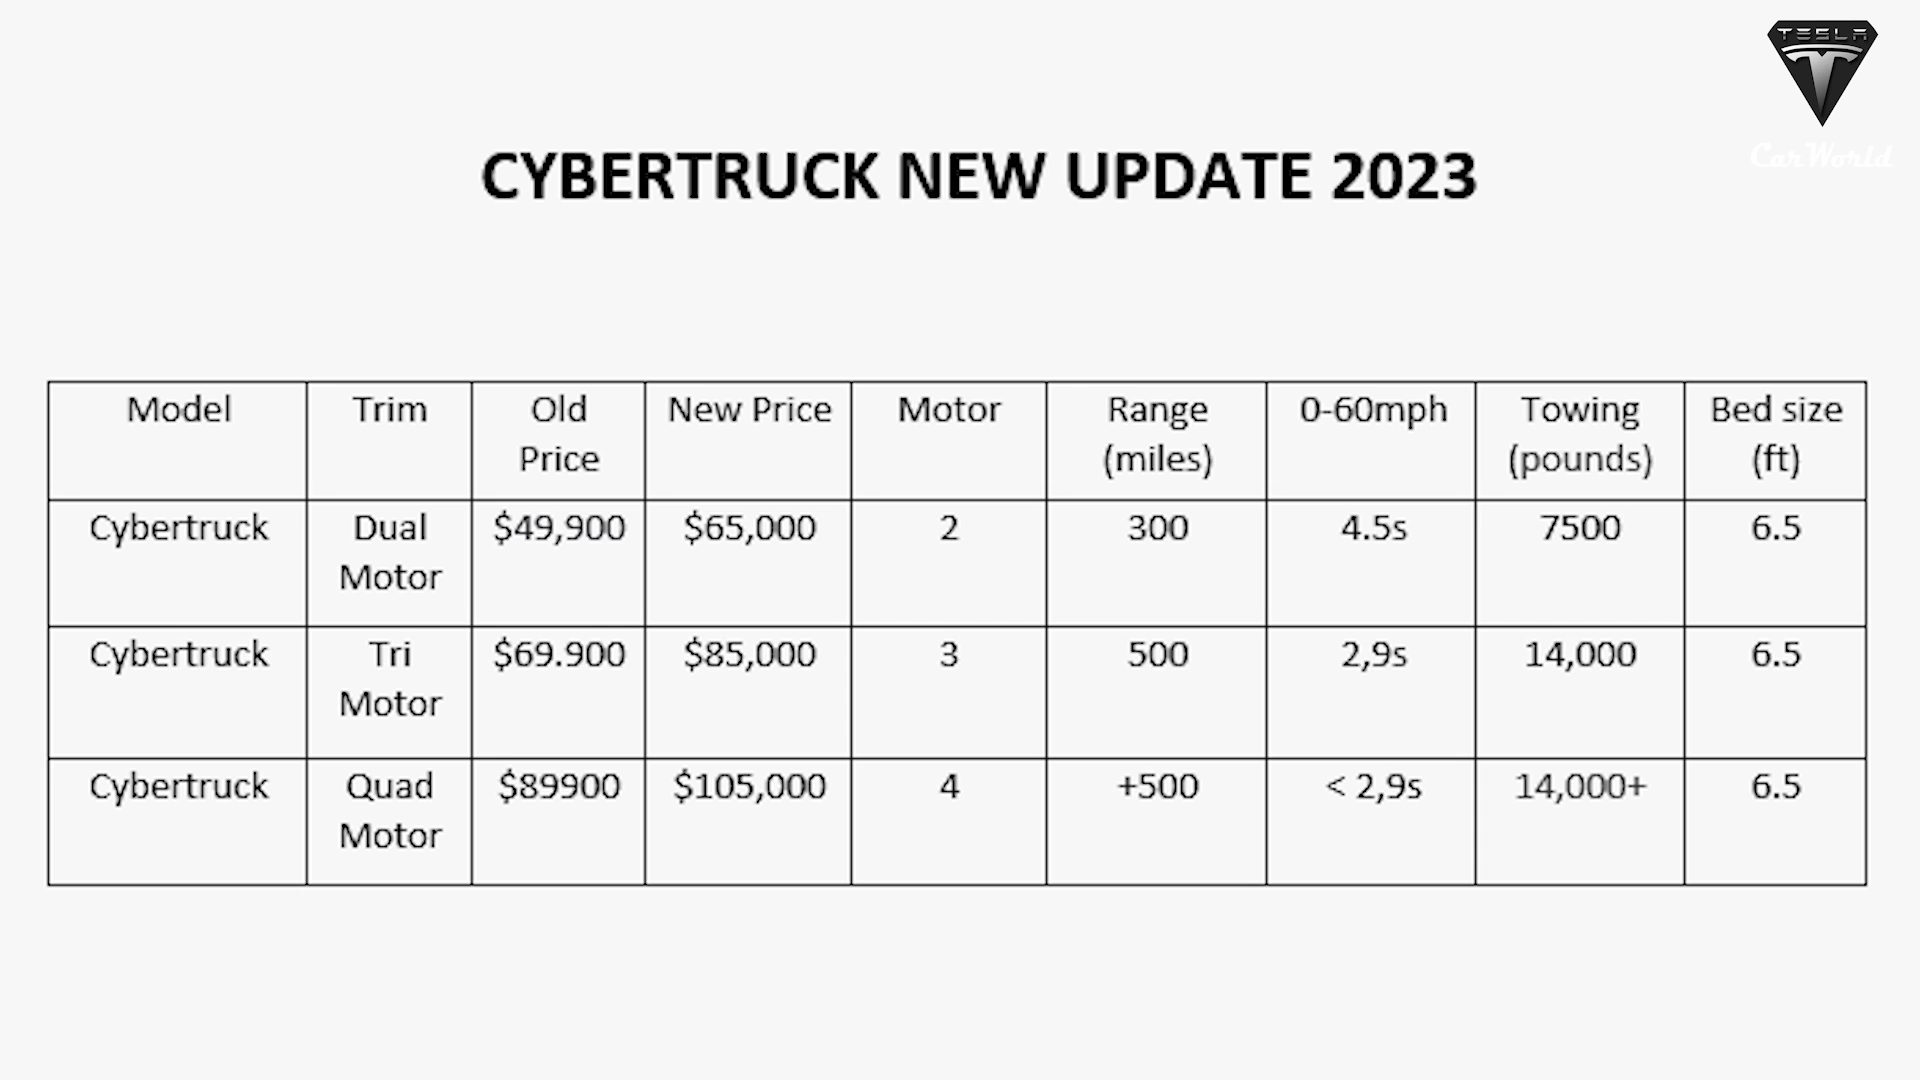 TESLA
CarWorld
CYBERTRUCK NEW UPDATE 2023
Model Trim Old Price New Price Motor Range (miles) 0-60mph Towing (pounds) Bed size (ft)
Cybertruck Dual Motor $49,900 $65,000 2 300 4.5s 7500 6.5
Cybertruck Tri Motor $69.900 $85,000 3 500 2,9s 14,000 6.5
Cybertruck Quad Motor $89900 $105,000 4 +500 < 2,9s 14,000+ 6.5